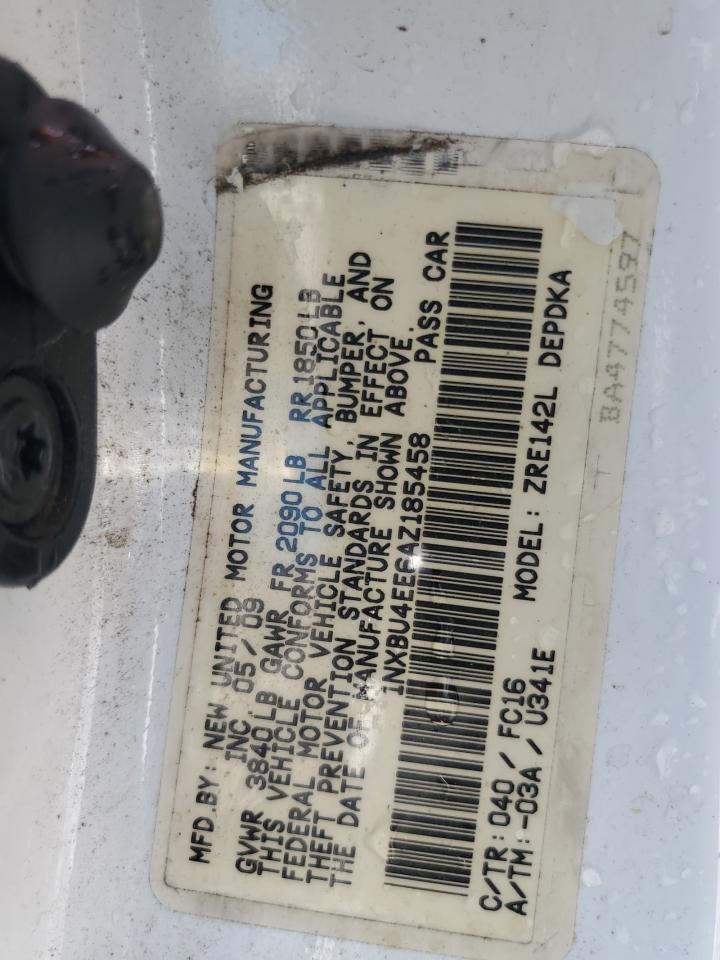 MFD.BY: NEW UNITED MOTOR MANUFACTURING
INC 05/09
GVWR 3840LB GAWR FR 2090LB RR 1850LB
THIS VEHICLE CONFORMS TO ALL APPLICABLE
FEDERAL MOTOR VEHICLE SAFETY, BUMPER, AND
THEFT PREVENTION STANDARDS IN EFFECT ON
THE DATE OF MANUFACTURE SHOWN ABOVE.
1NXBU4EE6AZ185458 PASS CAR
C/TR: 040 / FC16 MODEL: ZRE142L DEPDKA
A/TM: -03A / U341E
BA4774597